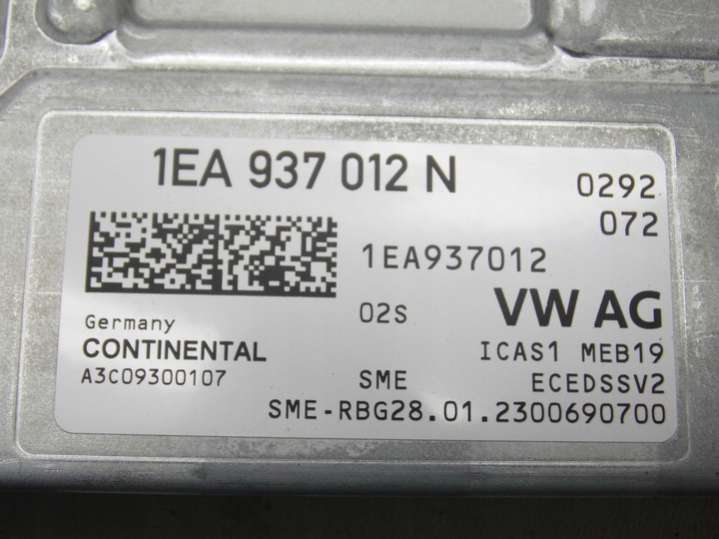 1EA 937 012 N
0292
072
1EA937012
02S
VW AG
Germany
CONTINENTAL
ICAS1 MEB19
A3C09300107
SME
ECEDSSV2
SME-RBG28.01.2300690700